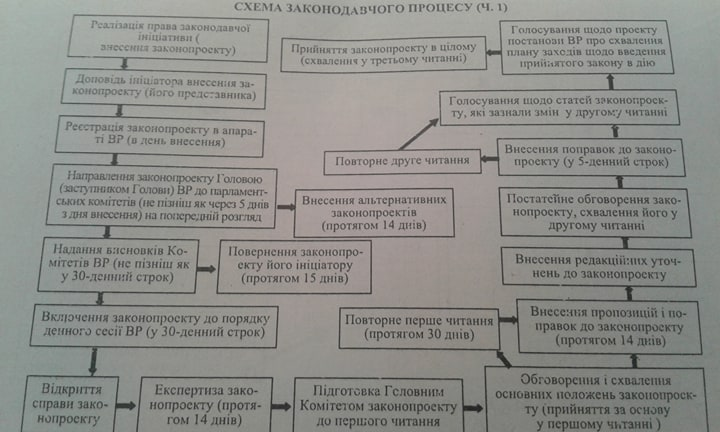 СХЕМА ЗАКОНОДАВЧОГО ПРОЦЕСУ (Ч. 1)
Реалізація права законодавчої
ініціативи (
внесення законопроекту)
Доповідь ініціатора внесення за-
конопроекту (його представника)
Реєстрація законопроекту в апара-
ті ВР (в день внесення)
Направлення законопроекту Головою
(заступником Голови) ВР до парламент-
ських комітетів (не пізніш як через 5 днів
з дня внесення) на попередній розгляд
Внесення альтернативних
законопроектів
(протягом 14 днів)
Надання висновків Ко-
мітетів ВР (не пізніш як
у 30-денний строк)
Повернення законопро-
екту його ініціатору
(протягом 15 днів)
Включення законопроекту до порядку
денного сесії ВР (у 30-денний строк)
Відкриття
справи зако-
нопроекту
Експертиза зако-
нопроекту (протя-
гом 14 днів)
Підготовка Головним
Комітетом законопроекту
до першого читання
Обговорення і схвалення
основних положень законопроек-
ту (прийняття за основу
у першому читанні )
Повторне перше читання
(протягом 30 днів)
Внесення пропозицій і по-
правок до законопроекту
(протягом 14 днів)
Внесення редакційних уточ-
нень до законопроекту
Постатейне обговорення зако-
нопроекту, схвалення його у
другому читанні
Внесення поправок до законо-
проекту (у 5-денний строк)
Повторне друге читання
Голосування щодо статей законопроек-
ту, які зазнали змін у другому читанні
Голосування щодо проекту
постанови ВР про схвалення
плану заходів щодо введення
прийнятого закону в дію
Прийняття законопроекту в цілому
(схвалення у третьому читанні)